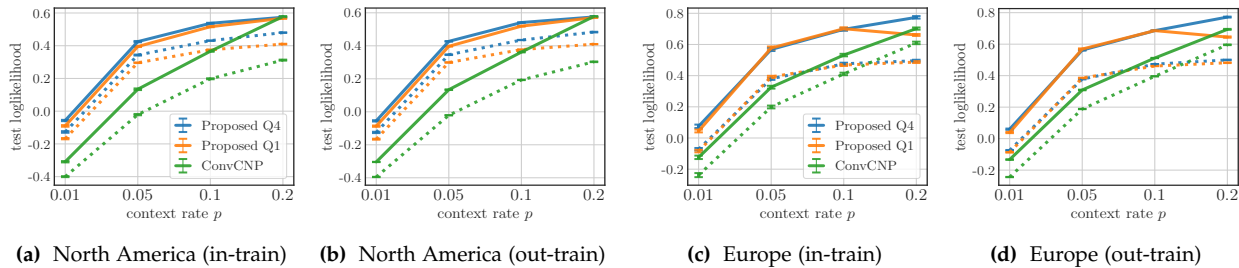 0.6
0.4
0.2
0.0
-0.2
-0.4
test loglikelihood
Proposed Q4
Proposed Q1
ConvCNP
0.01 0.05 0.1 0.2
context rate p
(a) North America (in-train)
0.6
0.4
0.2
0.0
-0.2
-0.4
test loglikelihood
0.01 0.05 0.1 0.2
context rate p
(b) North America (out-train)
0.8
0.6
0.4
0.2
0.0
-0.2
test loglikelihood
Proposed Q4
Proposed Q1
ConvCNP
0.01 0.05 0.1 0.2
context rate p
(c) Europe (in-train)
0.8
0.6
0.4
0.2
0.0
-0.2
test loglikelihood
0.01 0.05 0.1 0.2
context rate p
(d) Europe (out-train)